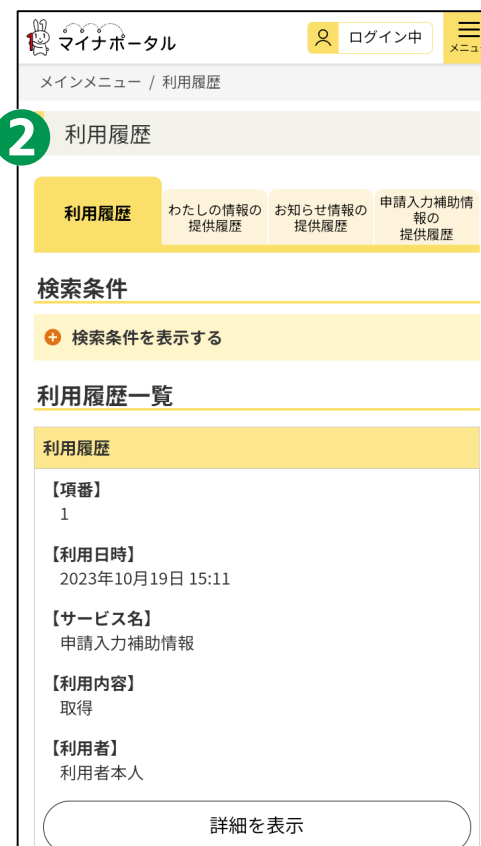 マイナポータル
ログイン中
メニュー
メインメニュー / 利用履歴
2
利用履歴
利用履歴
わたしの情報の
提供履歴
お知らせ情報の
提供履歴
申請入力補助情
報の
提供履歴
検索条件
検索条件を表示する
利用履歴一覧
利用履歴
【項番】
1
【利用日時】
2023年10月19日 15:11
【サービス名】
申請入力補助情報
【利用内容】
取得
【利用者】
利用者本人
詳細を表示